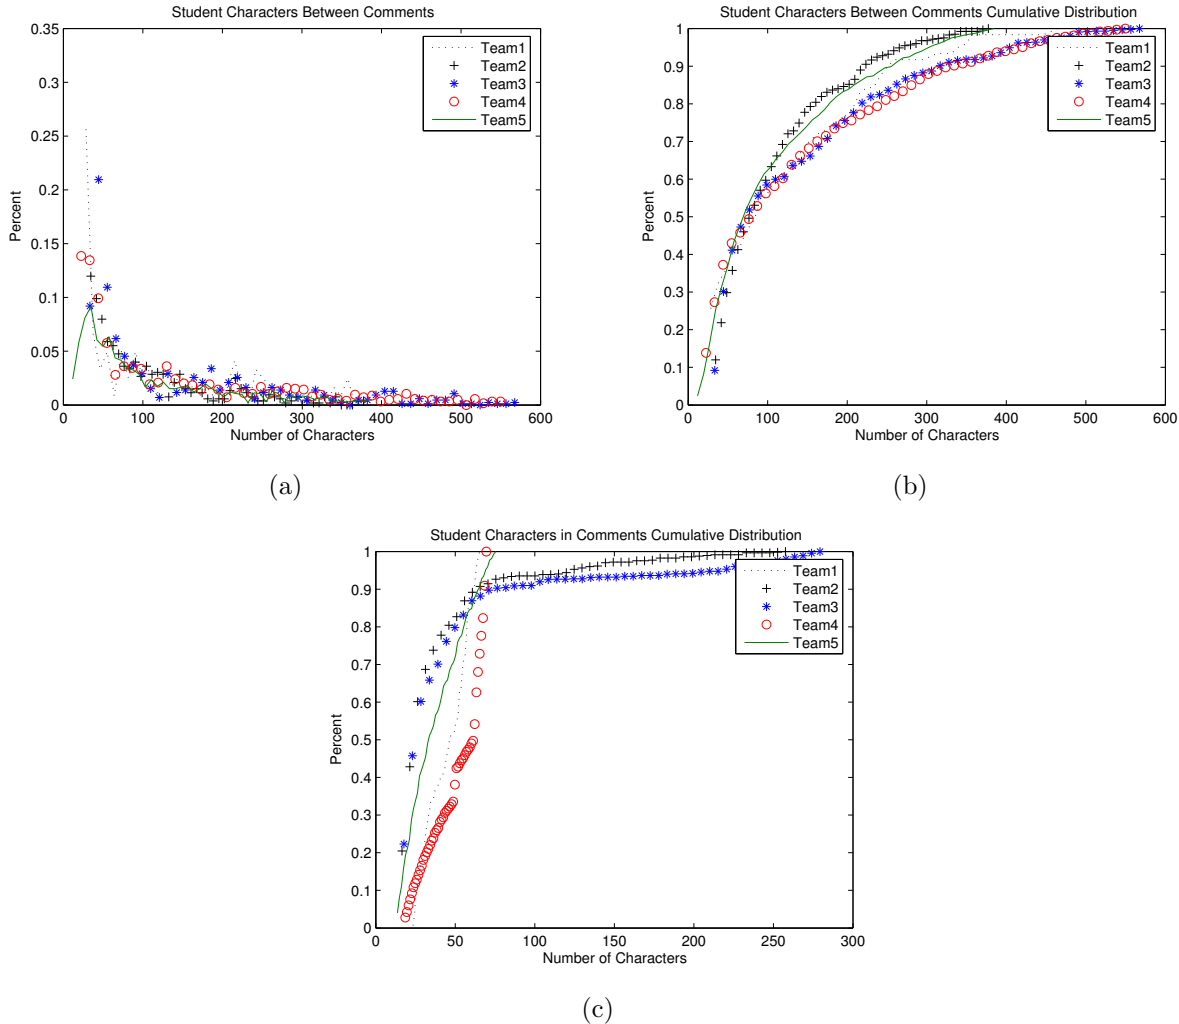 Student Characters Between Comments
0.35
0.3
0.25
0.2
0.15
0.1
0.05
0
Percent
Team1
Team2
Team3
Team4
Team5
0 100 200 300 400 500 600
Number of Characters
(a)
Student Characters Between Comments Cumulative Distribution
1
0.9
0.8
0.7
0.6
0.5
0.4
0.3
0.2
0.1
0
Percent
Team1
Team2
Team3
Team4
Team5
0 100 200 300 400 500 600
Number of Characters
(b)
Student Characters in Comments Cumulative Distribution
1
0.9
0.8
0.7
0.6
0.5
0.4
0.3
0.2
0.1
0
Percent
Team1
Team2
Team3
Team4
Team5
0 50 100 150 200 250 300
Number of Characters
(c)